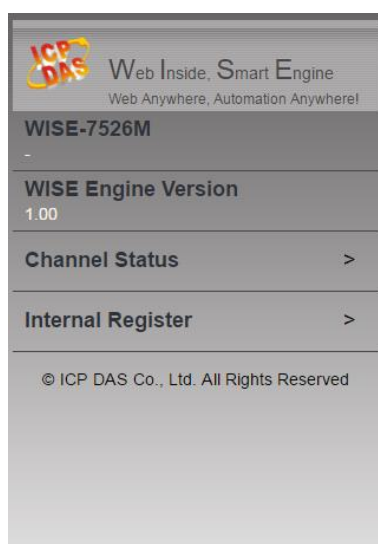 ICP
DAS
Web Inside, Smart Engine
Web Anywhere, Automation Anywhere!
WISE-7526M
-
WISE Engine Version
1.00
Channel Status >
Internal Register >
© ICP DAS Co., Ltd. All Rights Reserved